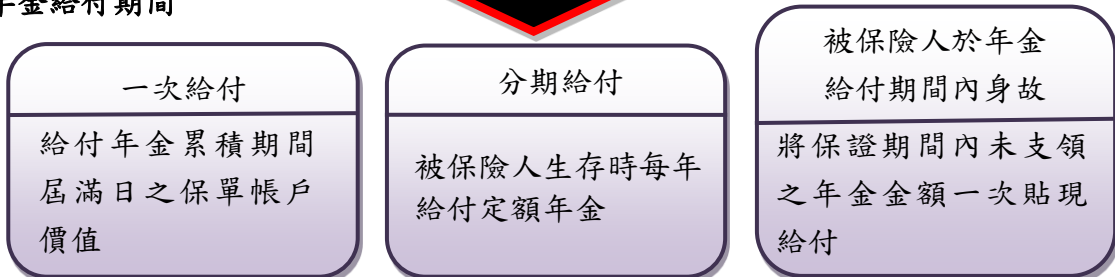 年金給付期間
一次給付
給付年金累積期間
屆滿日之保單帳戶
價值
分期給付
被保險人生存時每年
給付定額年金
被保險人於年金
給付期間內身故
將保證期間內未支領
之年金金額一次貼現
給付